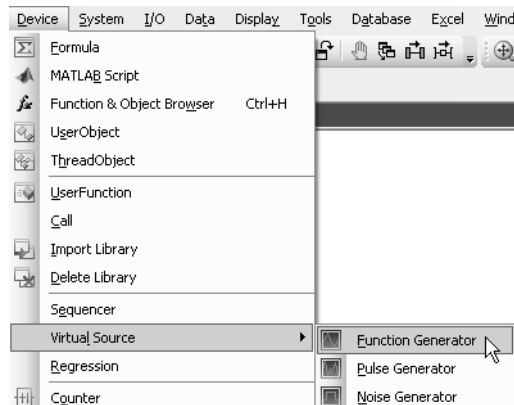 Device System I/O Data Display Tools Database Excel Wind
Formula
MATLAB Script
Function & Object Browser Ctrl+H
UserObject
ThreadObject
UserFunction
Call
Import Library
Delete Library
Sequencer
Virtual Source
Function Generator
Regression
Pulse Generator
Counter
Noise Generator